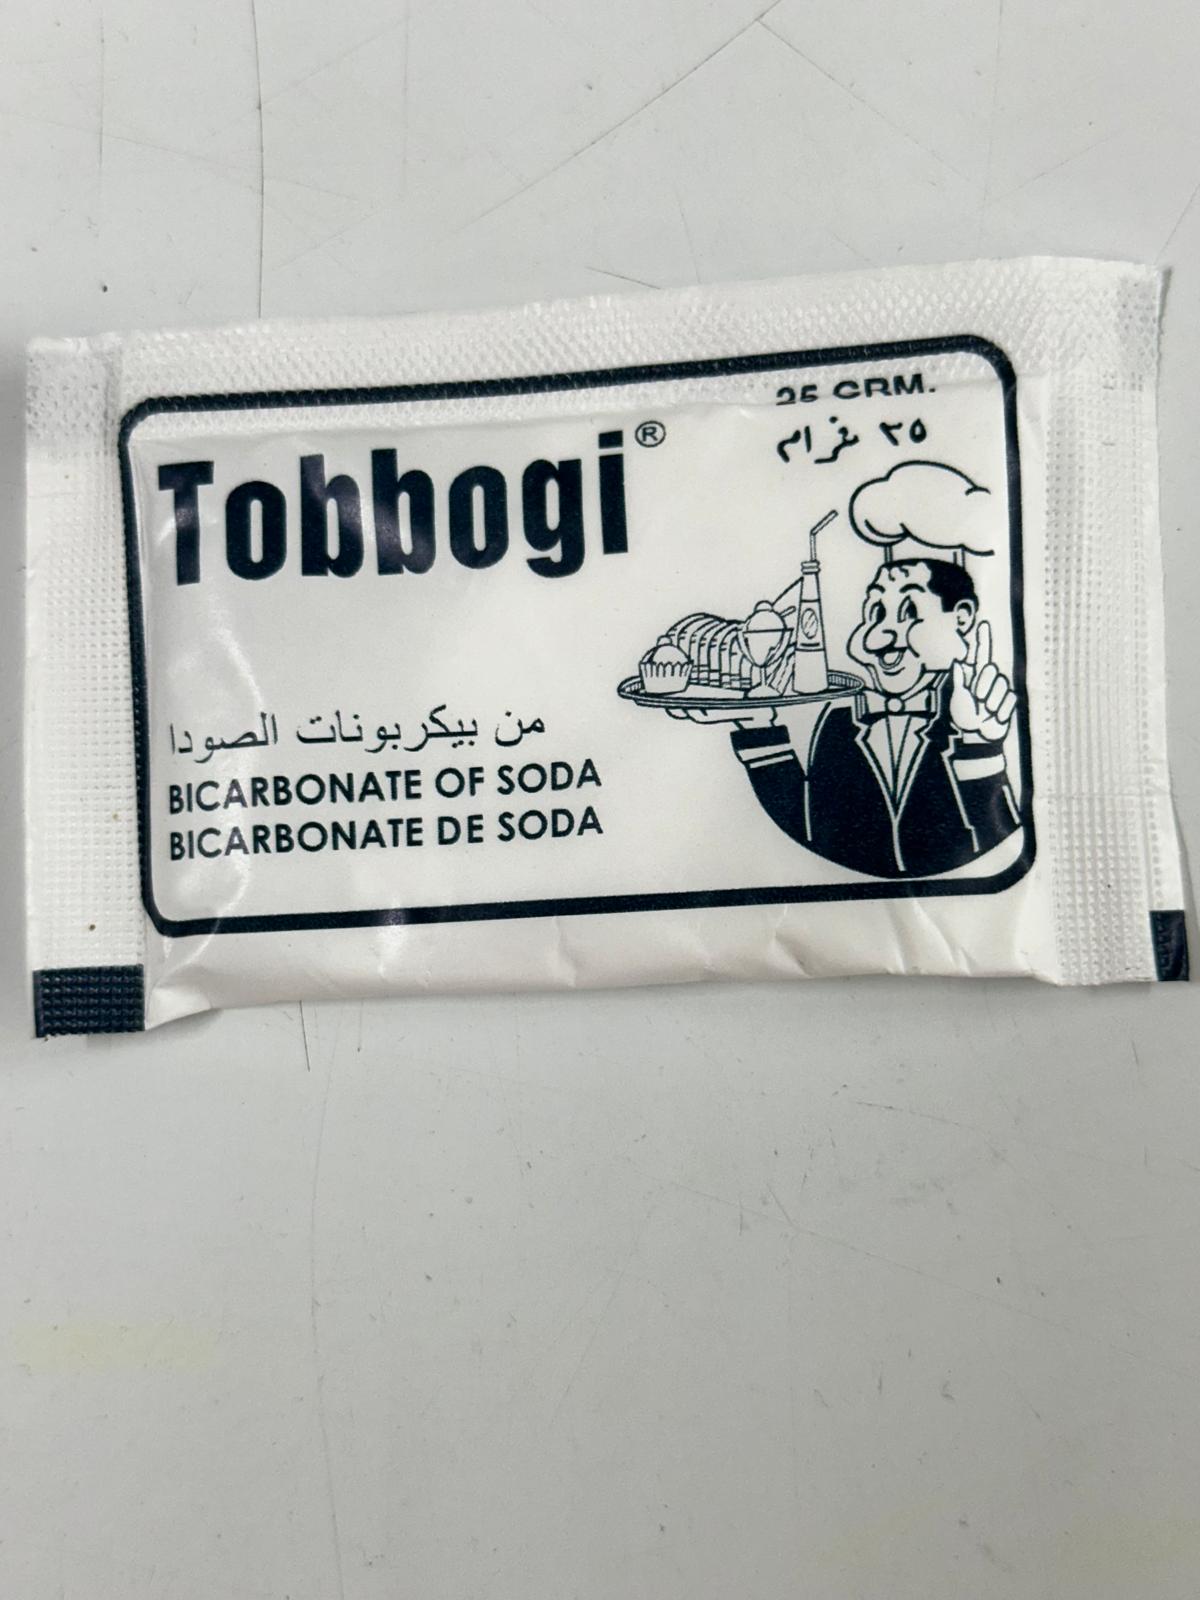 25 GRM.
٢٥ غرام
Tobbogi®
من بيكربونات الصودا
BICARBONATE OF SODA
BICARBONATE DE SODA